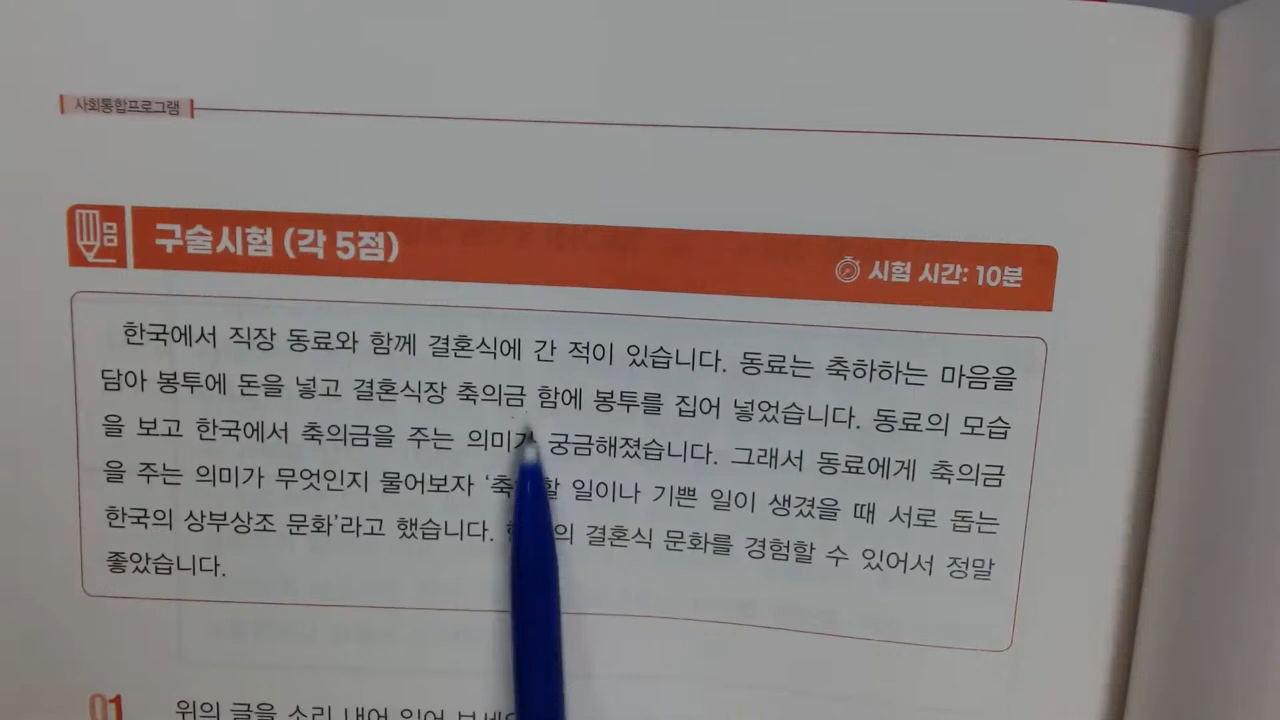 사회통합프로그램
구술시험 (각 5점)
시험 시간: 10분
한국에서 직장 동료와 함께 결혼식에 간 적이 있습니다. 동료는 축하하는 마음을
담아 봉투에 돈을 넣고 결혼식장 축의금 함에 봉투를 집어 넣었습니다. 동료의 모습
을 보고 한국에서 축의금을 주는 의미가 궁금해졌습니다. 그래서 동료에게 축의금
을 주는 의미가 무엇인지 물어보자 ‘축하할 일이나 기쁜 일이 생겼을 때 서로 돕는
한국의 상부상조 문화’라고 했습니다. 결혼식 문화를 경험할 수 있어서 정말
좋았습니다.
01 위의 글을 소리 내어 읽어